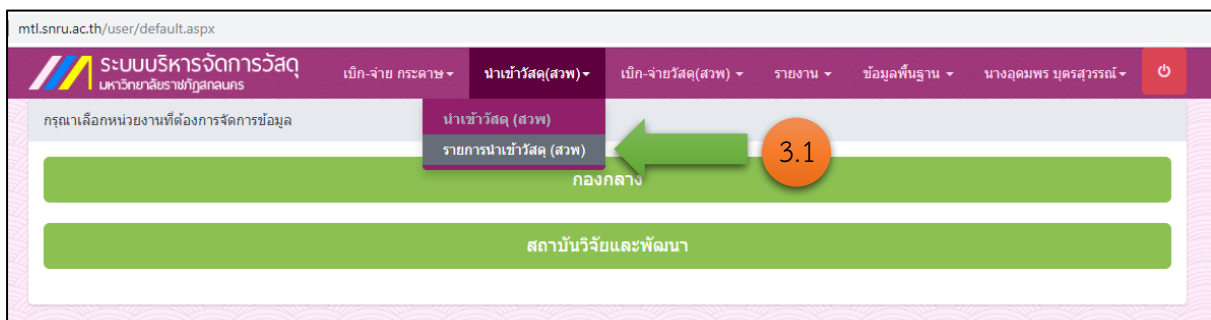 mtl.snru.ac.th/user/default.aspx
ระบบบริหารจัดการวัสดุ
มหาวิทยาลัยราชภัฏสกลนคร
เบิก-จ่าย กระดาษ นำเข้าวัสดุ(สวพ) เบิก-จ่ายวัสดุ(สวพ) รายงาน ข้อมูลพื้นฐาน นางอุดมพร บุตรสุวรรณ์
กรุณาเลือกหน่วยงานที่ต้องการจัดการข้อมูล
นำเข้าวัสดุ (สวพ)
รายการนำเข้าวัสดุ (สวพ)
3.1
กองกลาง
สถาบันวิจัยและพัฒนา